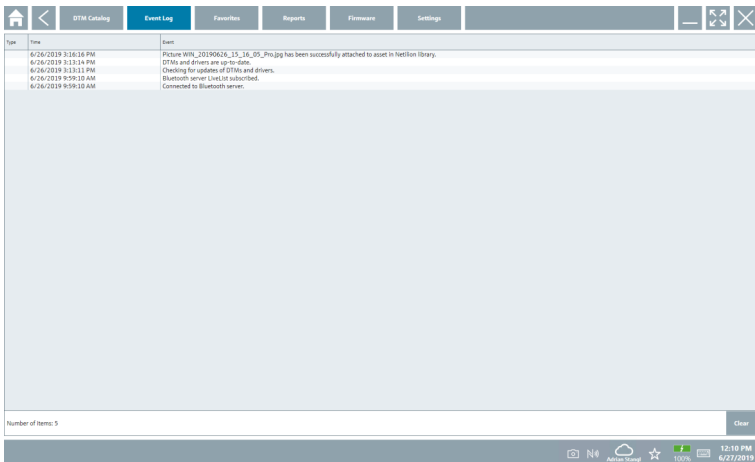 DTM Catalog Event Log Favorites Reports Firmware Settings
Type Time Event
6/26/2019 3:16:16 PM Picture WIN_20190626_15_16_05_Pro.jpg has been successfully attached to asset in Netilion library.
6/26/2019 3:13:14 PM DTMs and drivers are up-to-date.
6/26/2019 3:13:11 PM Checking for updates of DTMs and drivers.
6/26/2019 9:59:10 AM Bluetooth server LiveList subscribed.
6/26/2019 9:59:10 AM Connected to Bluetooth server.
Number of Items: 5 Clear
Adrian Stangl 100% 12:10 PM
6/27/2019